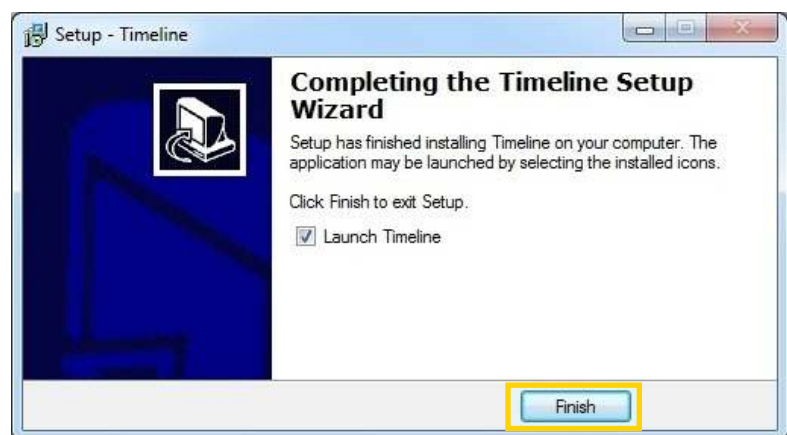 Setup - Timeline
Completing the Timeline Setup
Wizard
Setup has finished installing Timeline on your computer. The
application may be launched by selecting the installed icons.
Click Finish to exit Setup.
Launch Timeline
Finish